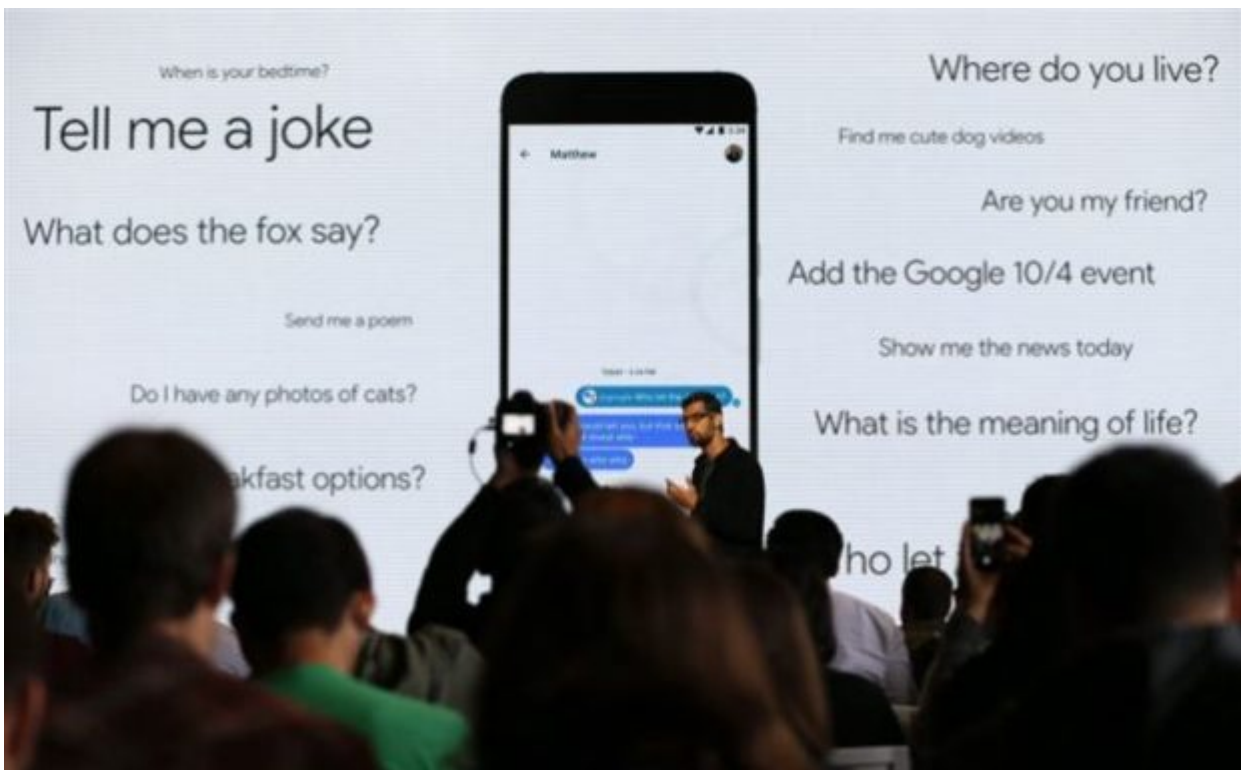 When is your bedtime?
Tell me a joke
What does the fox say?
Send me a poem
Do I have any photos of cats?
options?
Matthew
Where do you live?
Find me cute dog videos
Are you my friend?
Add the Google 10/4 event
Show me the news today
What is the meaning of life?
let